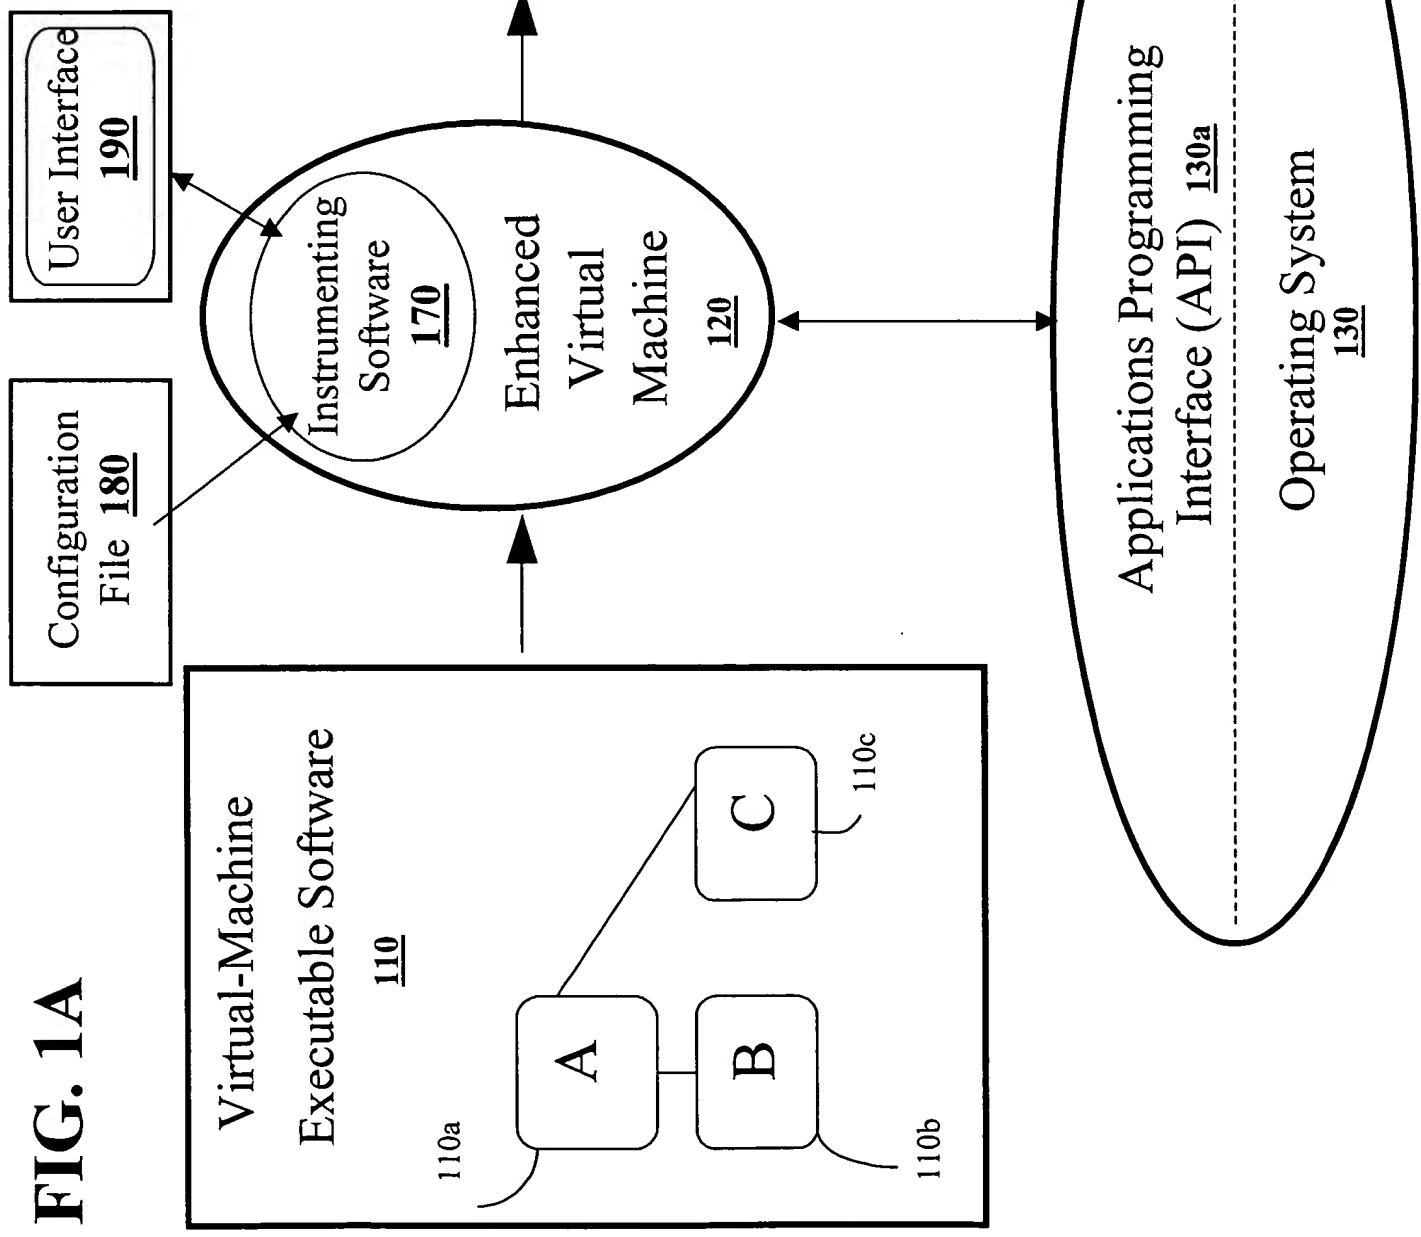 FIG. 1A
Virtual-Machine
Executable Software
110
110a
A
B
110b
C
110c
Configuration
File 180
User Interface
190
Instrumenting
Software
170
Enhanced
Virtual
Machine
120
Applications Programming
Interface (API) 130a
Operating System
130